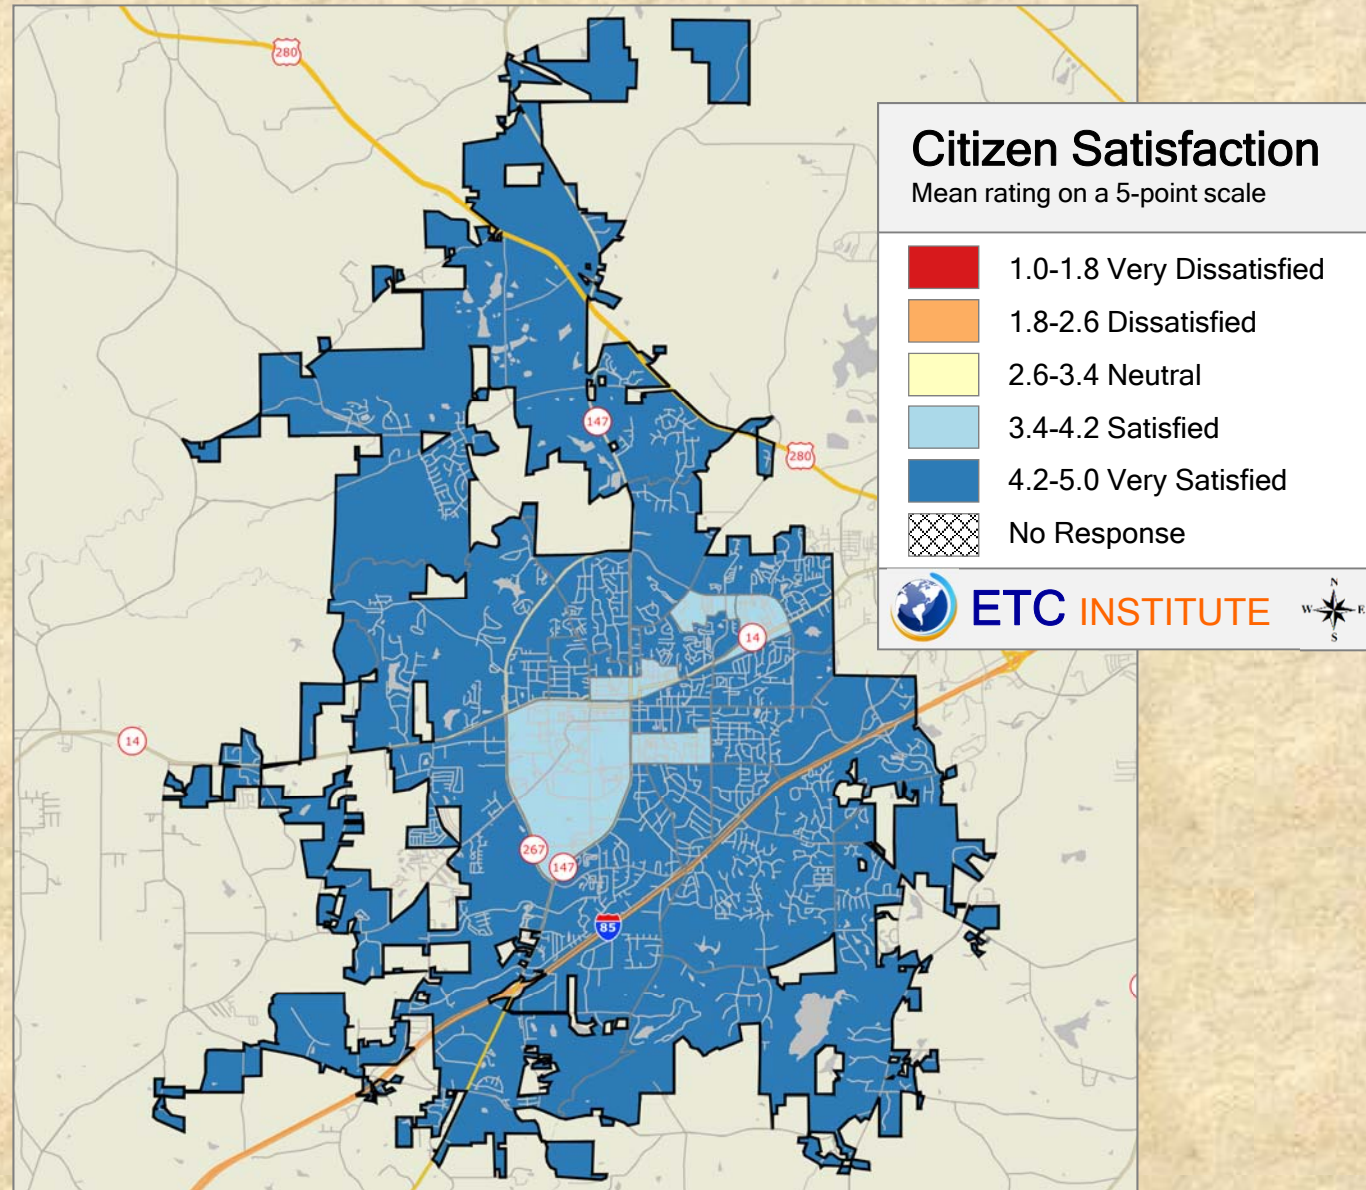 280
Citizen Satisfaction
Mean rating on a 5-point scale
1.0-1.8 Very Dissatisfied
1.8-2.6 Dissatisfied
2.6-3.4 Neutral
3.4-4.2 Satisfied
4.2-5.0 Very Satisfied
No Response
ETC INSTITUTE
N
W E
S
147
280
14
14
267
147
85